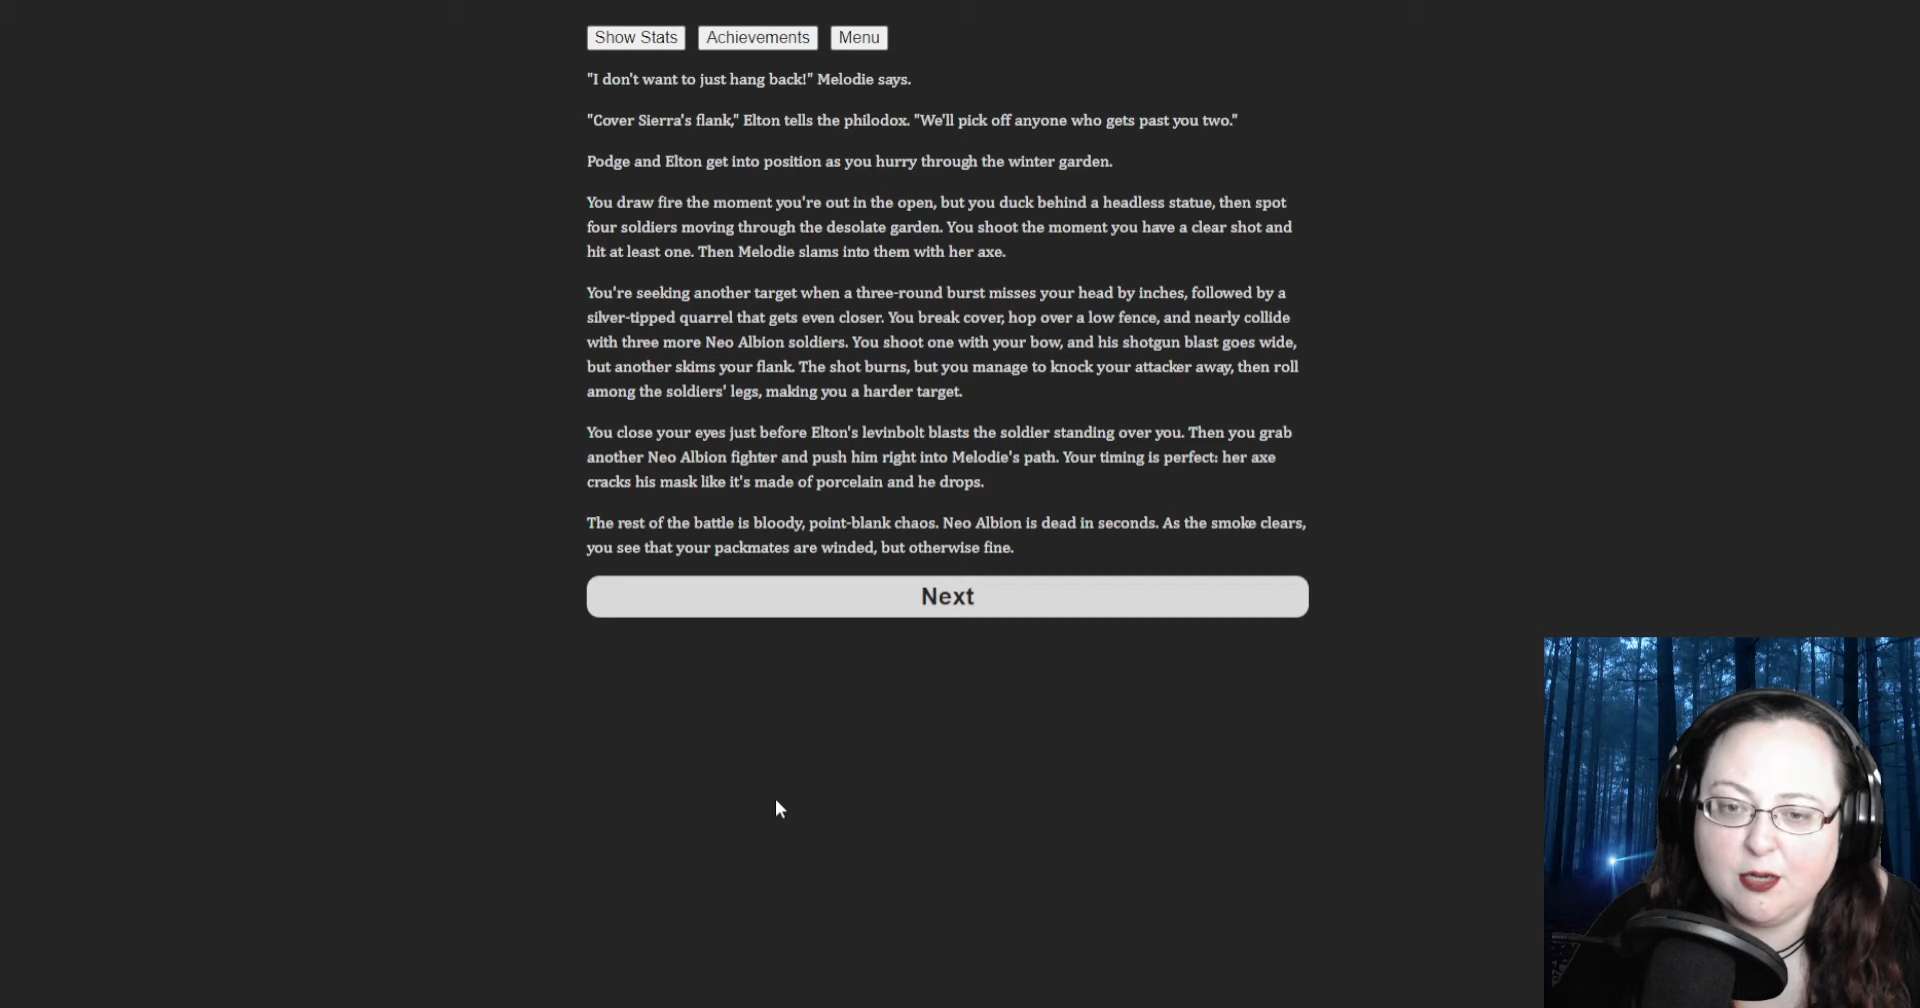 Show Stats Achievements Menu
"I don't want to just hang back!" Melodie says.
"Cover Sierra's flank," Elton tells the philodox. "We'll pick off anyone who gets past you two."
Podge and Elton get into position as you hurry through the winter garden.
You draw fire the moment you're out in the open, but you duck behind a headless statue, then spot
four soldiers moving through the desolate garden. You shoot the moment you have a clear shot and
hit at least one. Then Melodie slams into them with her axe.
You're seeking another target when a three-round burst misses your head by inches, followed by a
silver-tipped quarrel that gets even closer. You break cover, hop over a low fence, and nearly collide
with three more Neo Albion soldiers. You shoot one with your bow, and his shotgun blast goes wide,
but another skims your flank. The shot burns, but you manage to knock your attacker away, then roll
among the soldiers' legs, making you a harder target.
You close your eyes just before Elton's levinbolt blasts the soldier standing over you. Then you grab
another Neo Albion fighter and push him right into Melodie's path. Your timing is perfect: her axe
cracks his mask like it's made of porcelain and he drops.
The rest of the battle is bloody, point-blank chaos. Neo Albion is dead in seconds. As the smoke clears,
you see that your packmates are winded, but otherwise fine.
Next